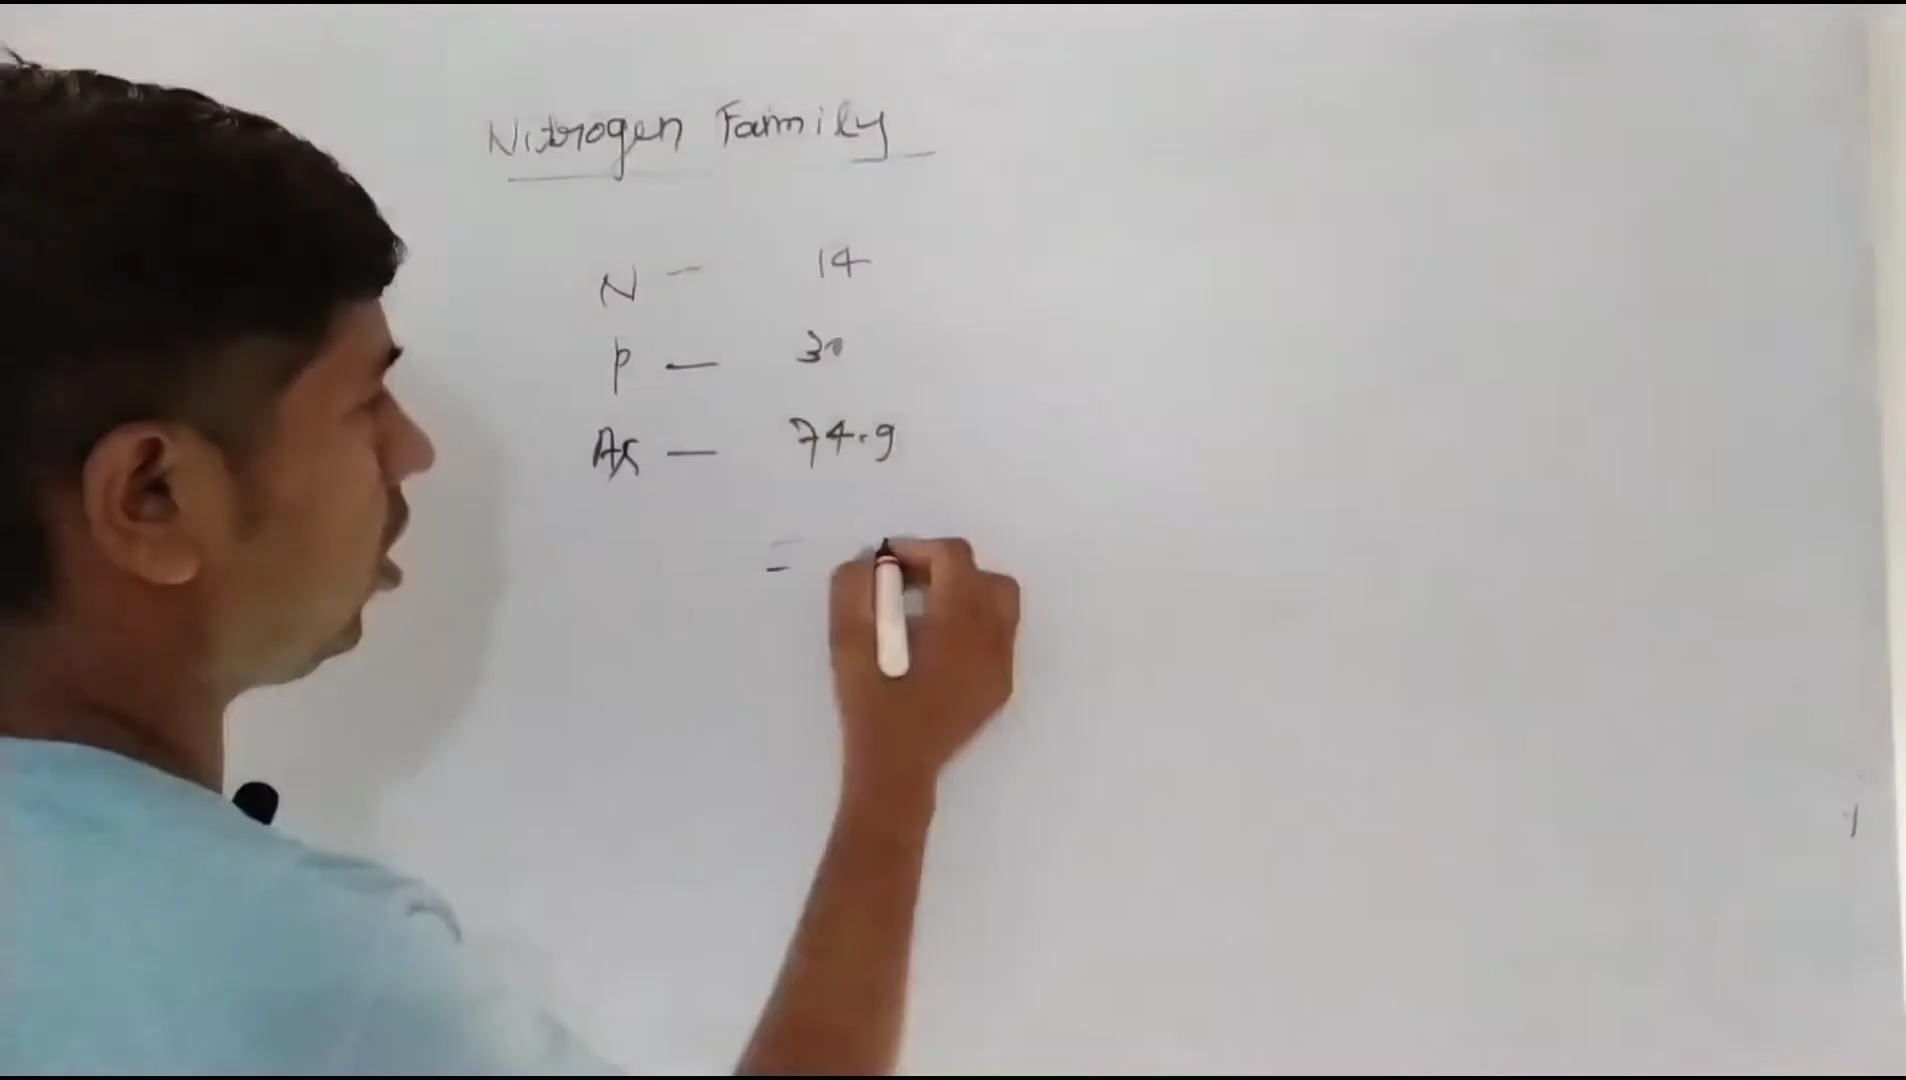 Nitrogen Family
N — 14
P — 31
As — 74.9
=